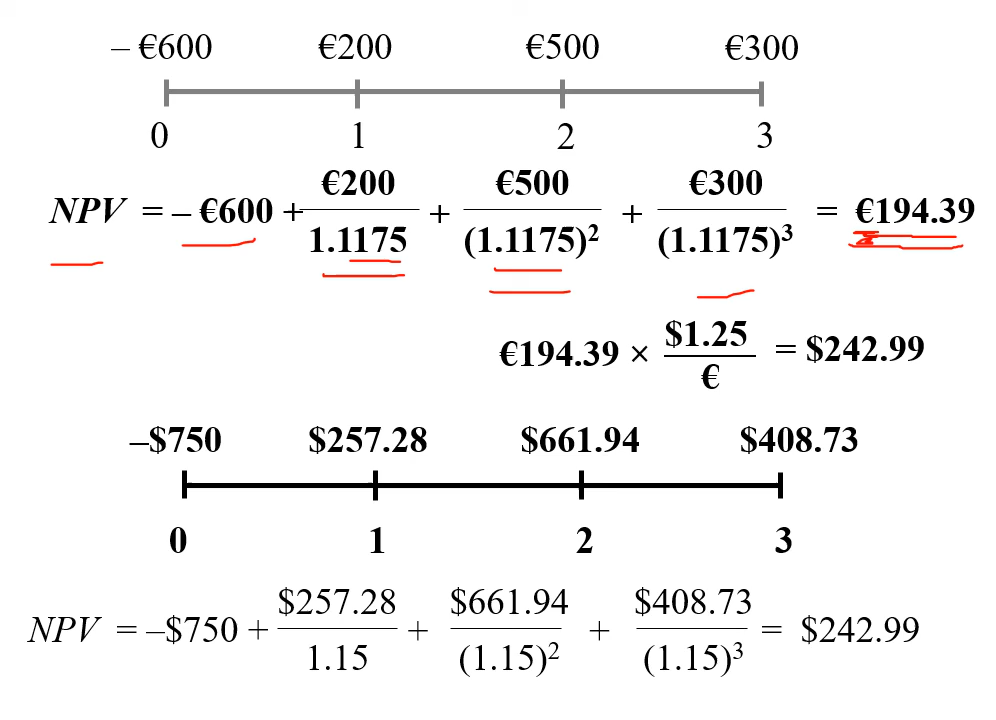 – €600 €200 €500 €300
0 1 2 3
NPV = – €600 + €200/1.1175 + €500/(1.1175)² + €300/(1.1175)³ = €194.39
€194.39 × $1.25/€ = $242.99
–$750 $257.28 $661.94 $408.73
0 1 2 3
NPV = –$750 + $257.28/1.15 + $661.94/(1.15)² + $408.73/(1.15)³ = $242.99